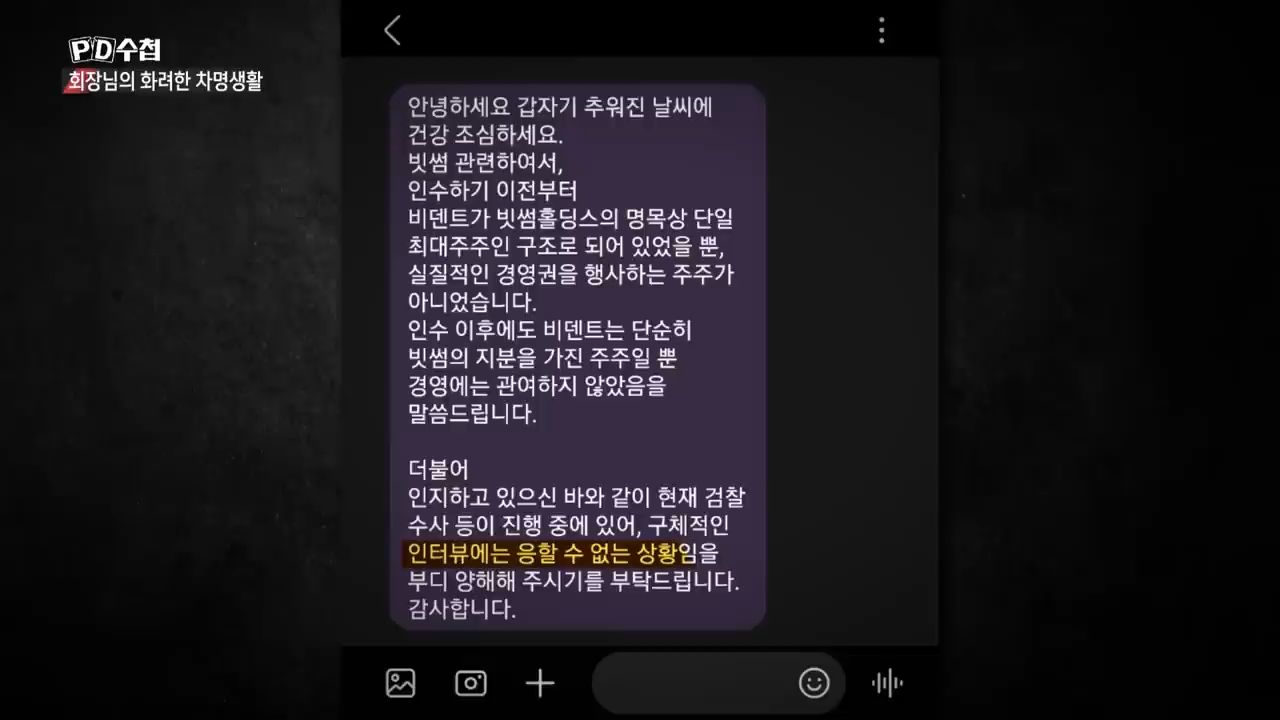 PD수첩
회장님의 화려한 차명생활
안녕하세요 갑자기 추워진 날씨에
건강 조심하세요.
빗썸 관련하여서,
인수하기 이전부터
비덴트가 빗썸홀딩스의 명목상 단일
최대주주인 구조로 되어 있었을 뿐,
실질적인 경영권을 행사하는 주주가
아니었습니다.
인수 이후에도 비덴트는 단순히
빗썸의 지분을 가진 주주일 뿐
경영에는 관여하지 않았음을
말씀드립니다.
더불어
인지하고 있으신 바와 같이 현재 검찰
수사 등이 진행 중에 있어, 구체적인
인터뷰에는 응할 수 없는 상황임을
부디 양해해 주시기를 부탁드립니다.
감사합니다.